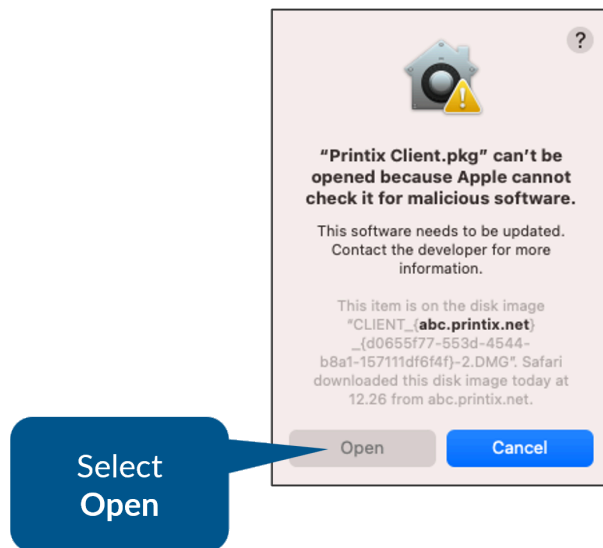 ?
“Printix Client.pkg” can’t be
opened because Apple cannot
check it for malicious software.
This software needs to be updated.
Contact the developer for more
information.
This item is on the disk image
“CLIENT_{abc.printix.net}
_{d0655f77-553d-4544-
b8a1-157111df6f4f}-2.DMG”. Safari
downloaded this disk image today at
12.26 from abc.printix.net.
Open
Cancel
Select
Open